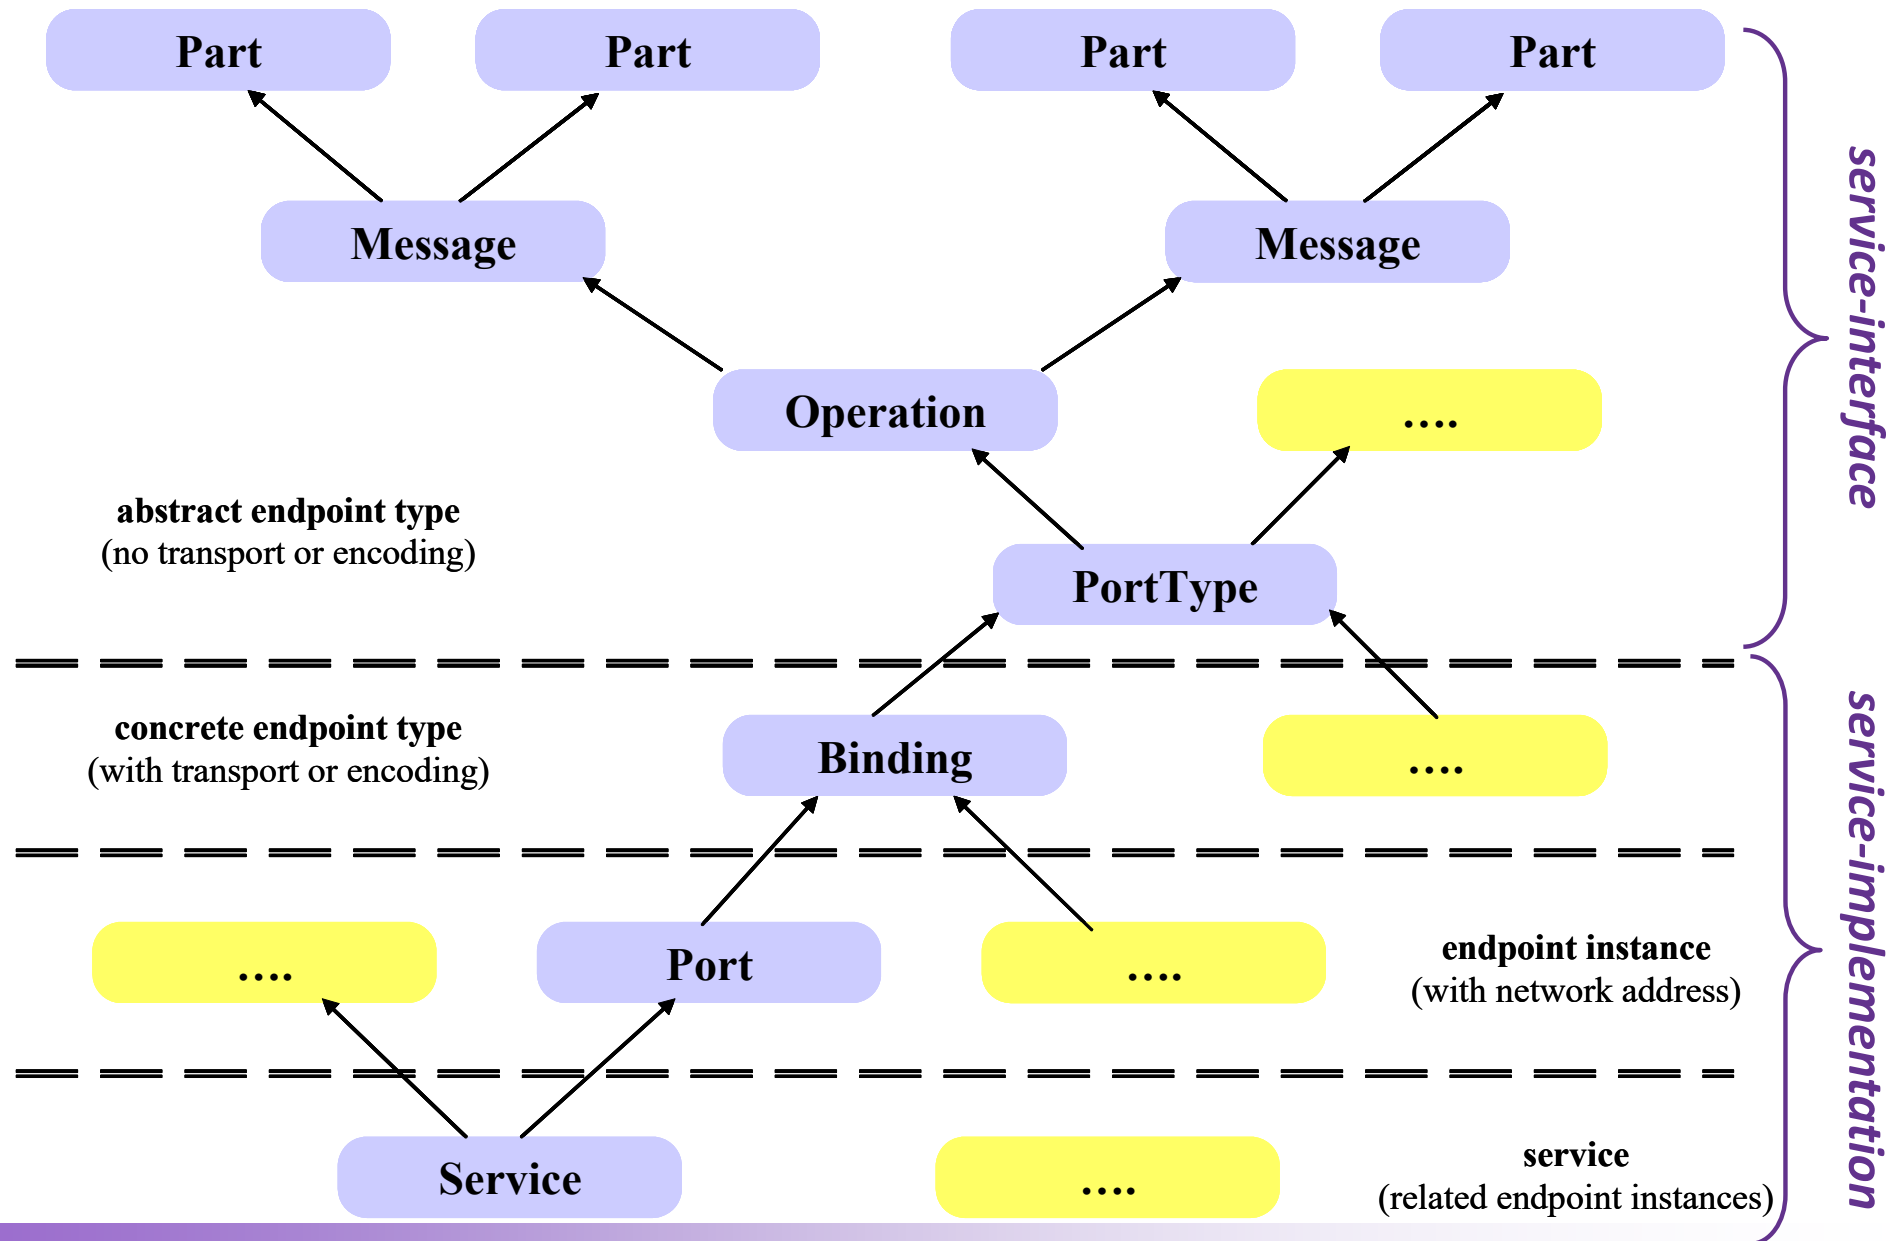 Part
Part
Part
Part
Message
Message
Operation
....
abstract endpoint type
(no transport or encoding)
PortType
service-interface
concrete endpoint type
(with transport or encoding)
Binding
....
....
Port
....
endpoint instance
(with network address)
Service
....
service
(related endpoint instances)
service-implementation